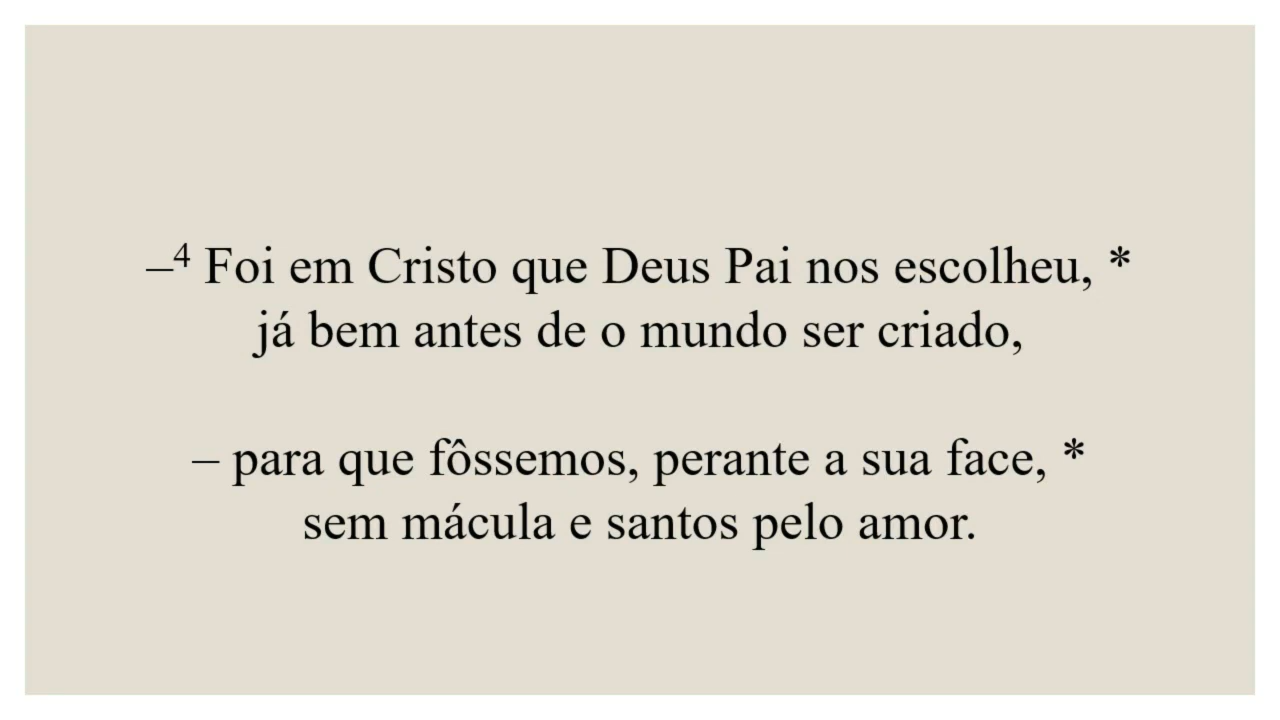 –⁴ Foi em Cristo que Deus Pai nos escolheu, *
já bem antes de o mundo ser criado,
– para que fôssemos, perante a sua face, *
sem mácula e santos pelo amor.